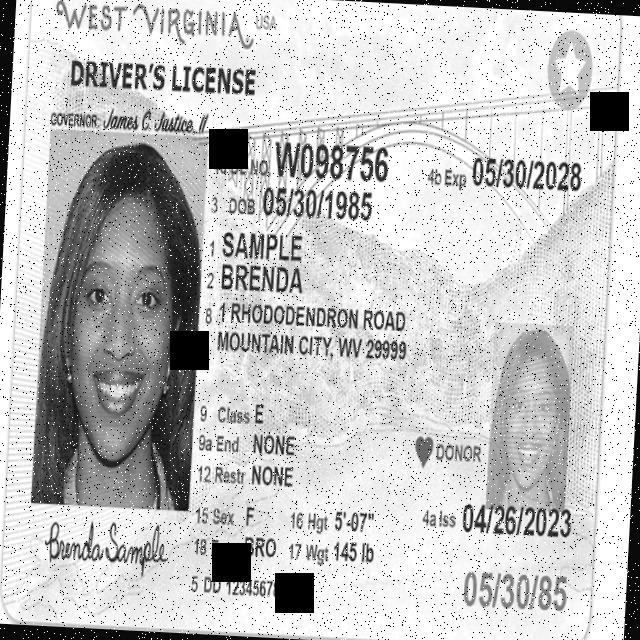 WEST VIRGINIA USA
DRIVER'S LICENSE
GOVERNOR: James C. Justice, II
NO. W098756
4b Exp 05/30/2028
3 DOB 05/30/1985
1 SAMPLE
2 BRENDA
8 1 RHODODENDRON ROAD
MOUNTAIN CITY, WV 29999
9 Class E
9a End NONE
DONOR
12 Restr NONE
15 Sex F 16 Hgt 5'-07"
4a Iss 04/26/2023
18 BRO 17 Wgt 145 lb
5 DD 1234567
Brenda Sample
05/30/85